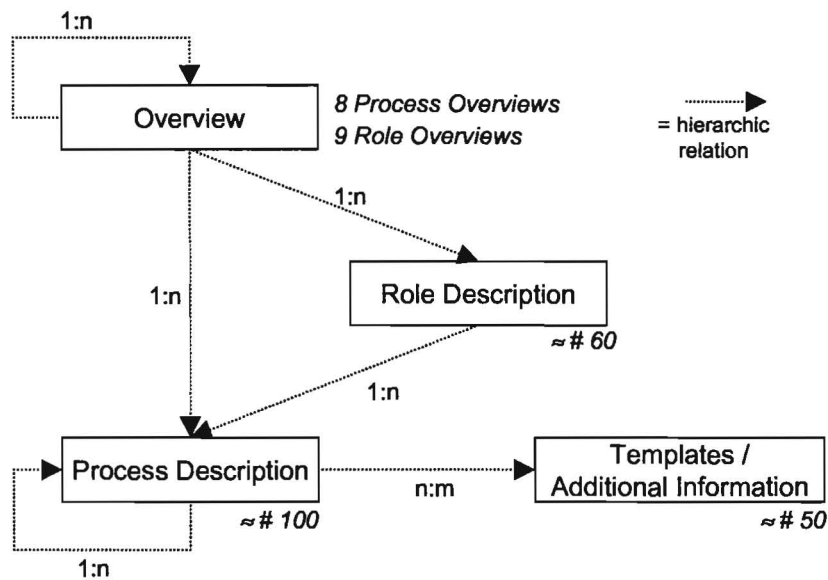 1:n
Overview
8 Process Overviews
9 Role Overviews
= hierarchic
relation
1:n
1:n
Role Description
≈ # 60
1:n
Process Description
≈ # 100
n:m
Templates /
Additional Information
≈ # 50
1:n